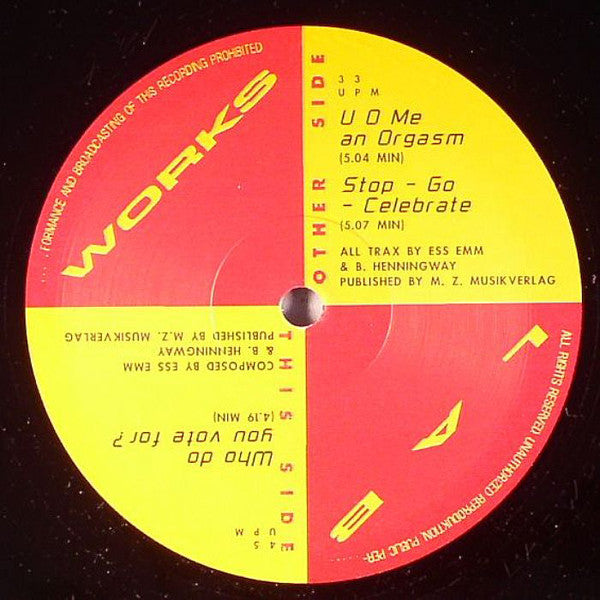 WORKS
LAB
OTHER SIDE
33
UPM
U O Me
an Orgasm
(5.04 MIN)
Stop - Go
- Celebrate
(5.07 MIN)
ALL TRAX BY ESS EMM
& B. HENNINGWAY
PUBLISHED BY M. Z. MUSIKVERLAG
THIS SIDE
45
UPM
Who do
you vote for?
(4.19 MIN)
COMPOSED BY ESS EMM
& B. HENNINGWAY
PUBLISHED BY M.Z. MUSIKVERLAG
ALL RIGHTS RESERVED UNAUTHORIZED REPRODUKTION, PUBLIC PER-
... FORMANCE AND BROADCASTING OF THIS RECORDING PROHIBITED